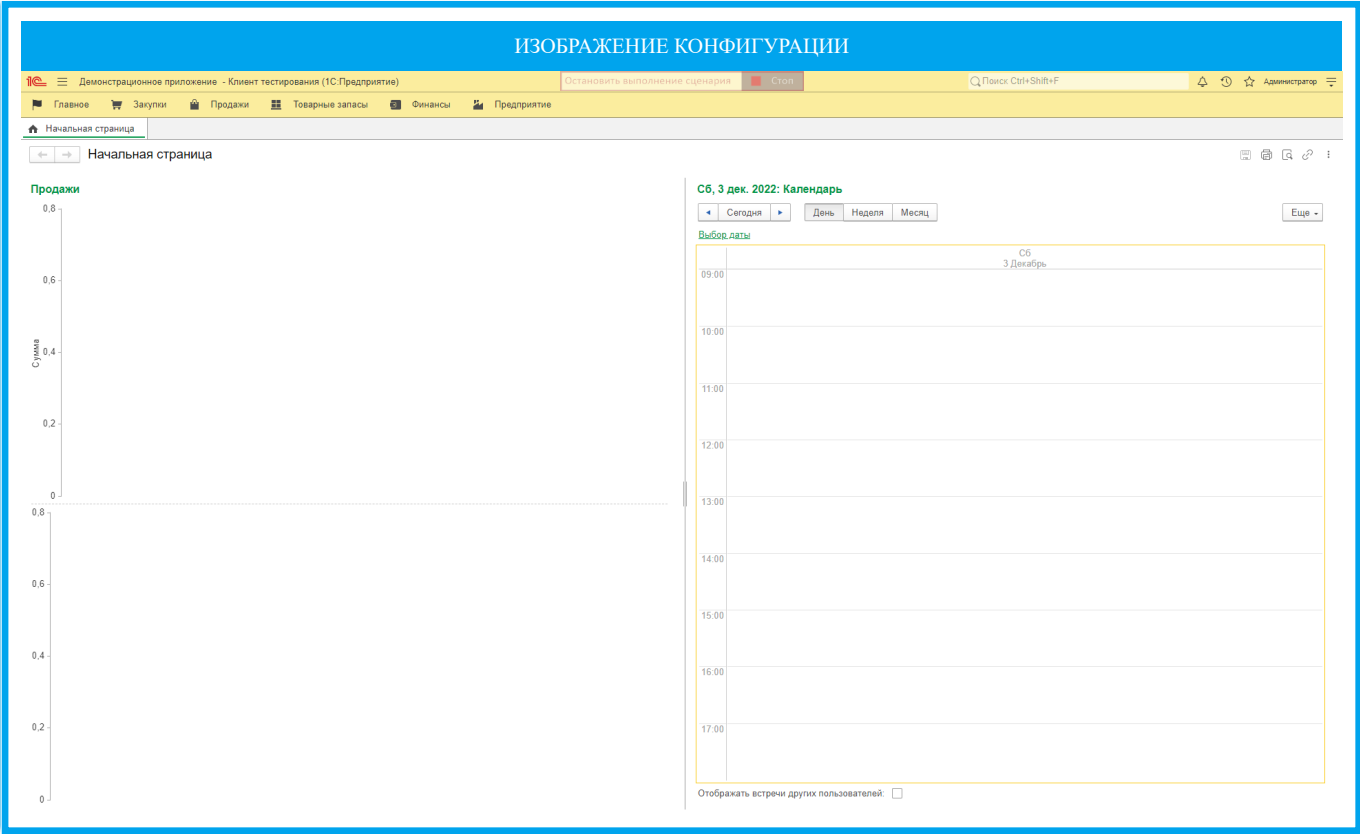 ИЗОБРАЖЕНИЕ КОНФИГУРАЦИИ
1С Демонстрационное приложение - Клиент тестирования (1С:Предприятие) Остановить выполнение сценария Стоп Поиск Ctrl+Shift+F Администратор
Главное Закупки Продажи Товарные запасы Финансы Предприятие
Начальная страница
Начальная страница
Продажи
0,8
0,6
0,4
0,2
0
Сумма
0,8
0,6
0,4
0,2
0
Сб, 3 дек. 2022: Календарь
Сегодня День Неделя Месяц Еще
Выбор даты
Сб
3 Декабрь
09:00
10:00
11:00
12:00
13:00
14:00
15:00
16:00
17:00
Отображать встречи других пользователей: